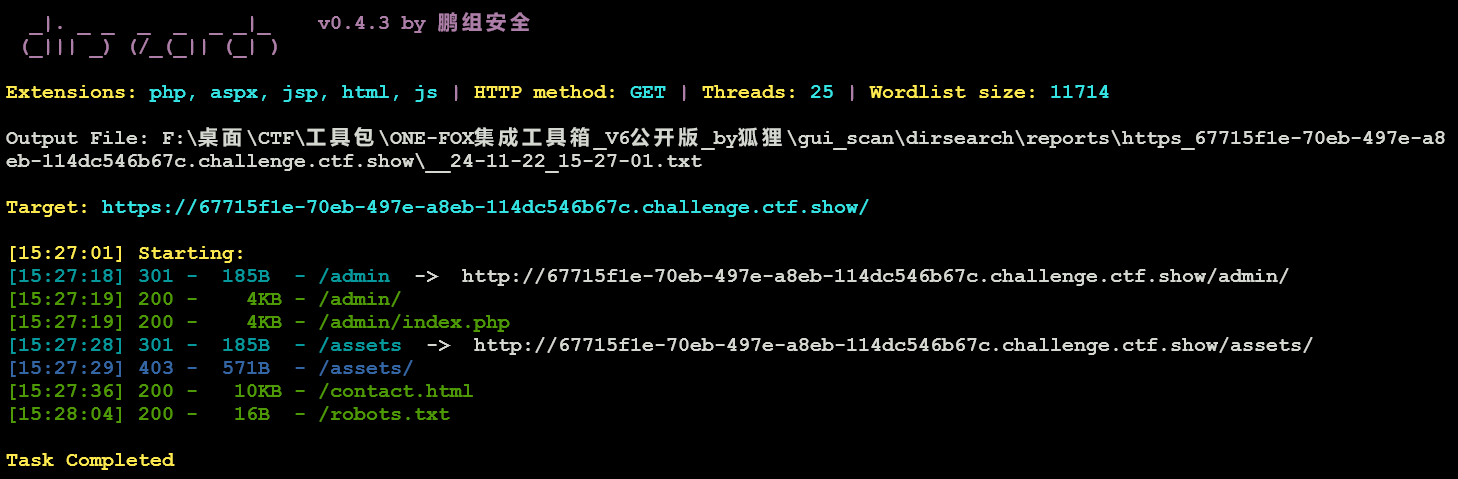 _|. _ _  _  _  _ _|_    v0.4.3 by 鹏组安全
(_||| _) (/_(_|| (_| )
Extensions: php, aspx, jsp, html, js | HTTP method: GET | Threads: 25 | Wordlist size: 11714
Output File: F:\桌面\CTF\工具包\ONE-FOX集成工具箱_V6公开版_by狐狸\gui_scan\dirsearch\reports\https_67715f1e-70eb-497e-a8
eb-114dc546b67c.challenge.ctf.show\__24-11-22_15-27-01.txt
Target: https://67715f1e-70eb-497e-a8eb-114dc546b67c.challenge.ctf.show/
[15:27:01] Starting:
[15:27:18] 301 -  185B  - /admin  ->  http://67715f1e-70eb-497e-a8eb-114dc546b67c.challenge.ctf.show/admin/
[15:27:19] 200 -    4KB - /admin/
[15:27:19] 200 -    4KB - /admin/index.php
[15:27:28] 301 -  185B  - /assets  ->  http://67715f1e-70eb-497e-a8eb-114dc546b67c.challenge.ctf.show/assets/
[15:27:29] 403 -  571B  - /assets/
[15:27:36] 200 -   10KB - /contact.html
[15:28:04] 200 -   16B  - /robots.txt
Task Completed